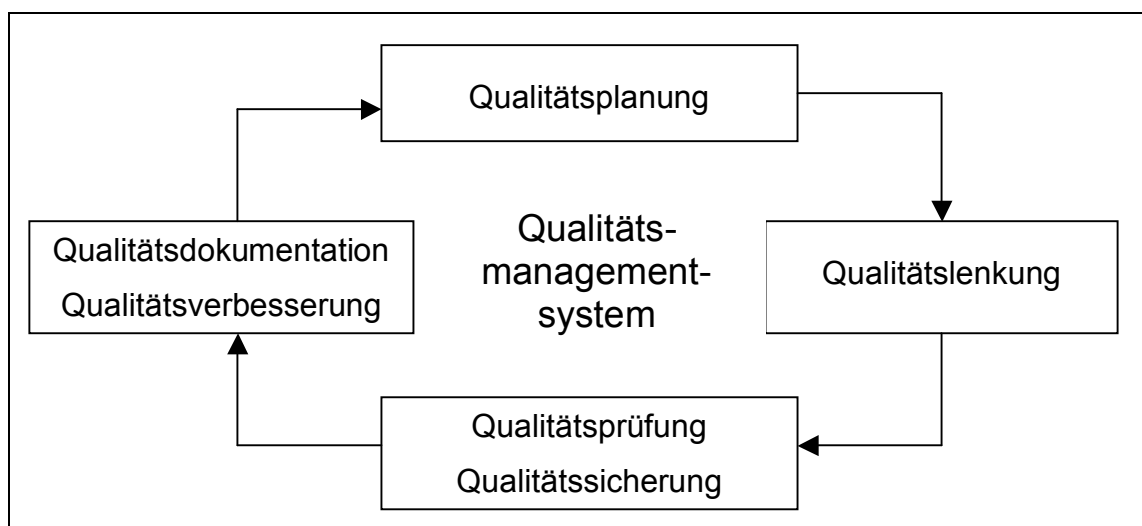 Qualitätsplanung
Qualitätsdokumentation
Qualitätsverbesserung
Qualitäts-
management-
system
Qualitätslenkung
Qualitätsprüfung
Qualitätssicherung